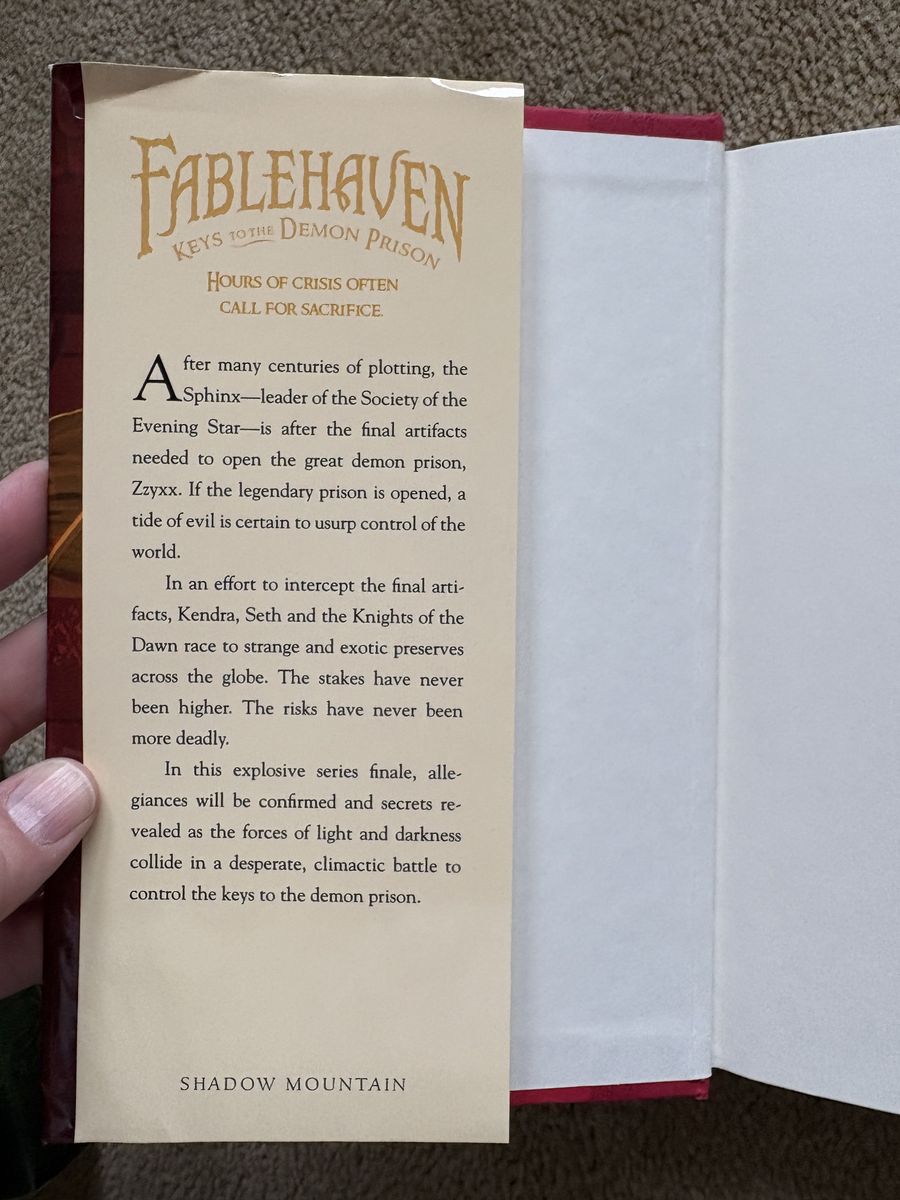 FABLEHAVEN
KEYS TO THE DEMON PRISON
HOURS OF CRISIS OFTEN
CALL FOR SACRIFICE.
After many centuries of plotting, the
Sphinx—leader of the Society of the
Evening Star—is after the final artifacts
needed to open the great demon prison,
Zzyxx. If the legendary prison is opened, a
tide of evil is certain to usurp control of the
world.
In an effort to intercept the final arti-
facts, Kendra, Seth and the Knights of the
Dawn race to strange and exotic preserves
across the globe. The stakes have never
been higher. The risks have never been
more deadly.
In this explosive series finale, alle-
giances will be confirmed and secrets re-
vealed as the forces of light and darkness
collide in a desperate, climactic battle to
control the keys to the demon prison.
SHADOW MOUNTAIN